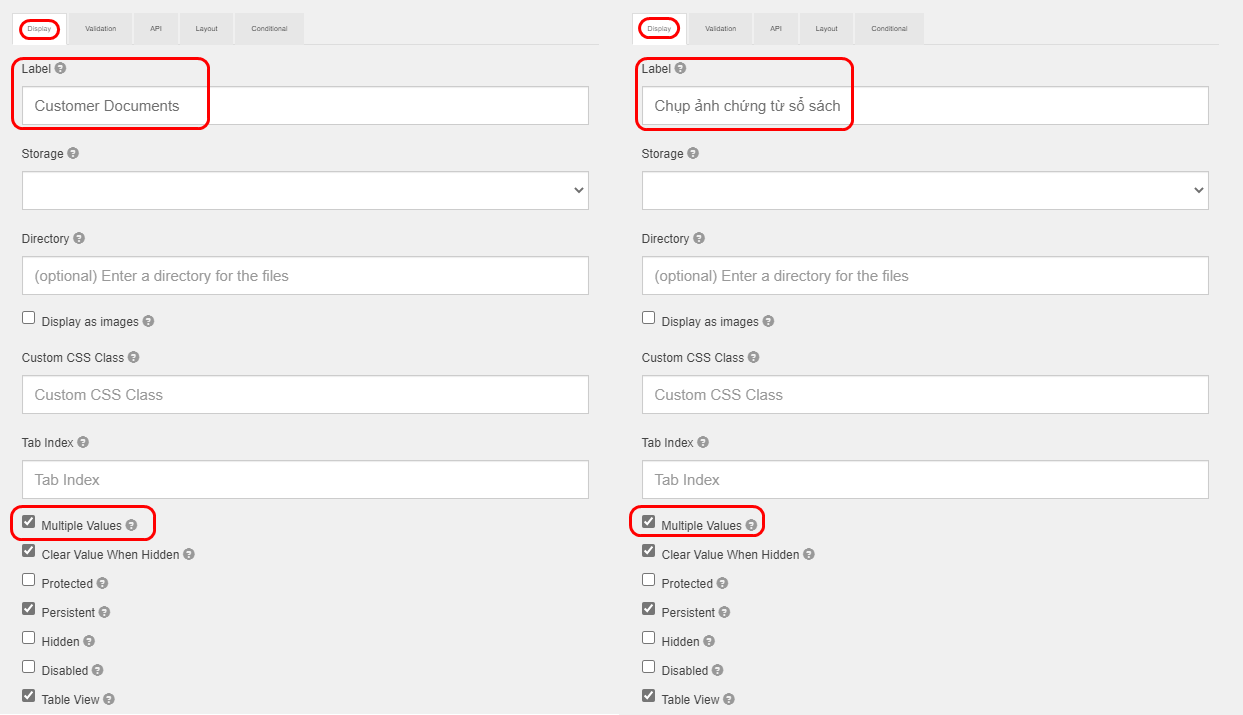 Display Validation API Layout Conditional
Label
Customer Documents
Storage
Directory
(optional) Enter a directory for the files
Display as images
Custom CSS Class
Custom CSS Class
Tab Index
Tab Index
Multiple Values
Clear Value When Hidden
Protected
Persistent
Hidden
Disabled
Table View
Display Validation API Layout Conditional
Label
Chụp ảnh chứng từ sổ sách
Storage
Directory
(optional) Enter a directory for the files
Display as images
Custom CSS Class
Custom CSS Class
Tab Index
Tab Index
Multiple Values
Clear Value When Hidden
Protected
Persistent
Hidden
Disabled
Table View